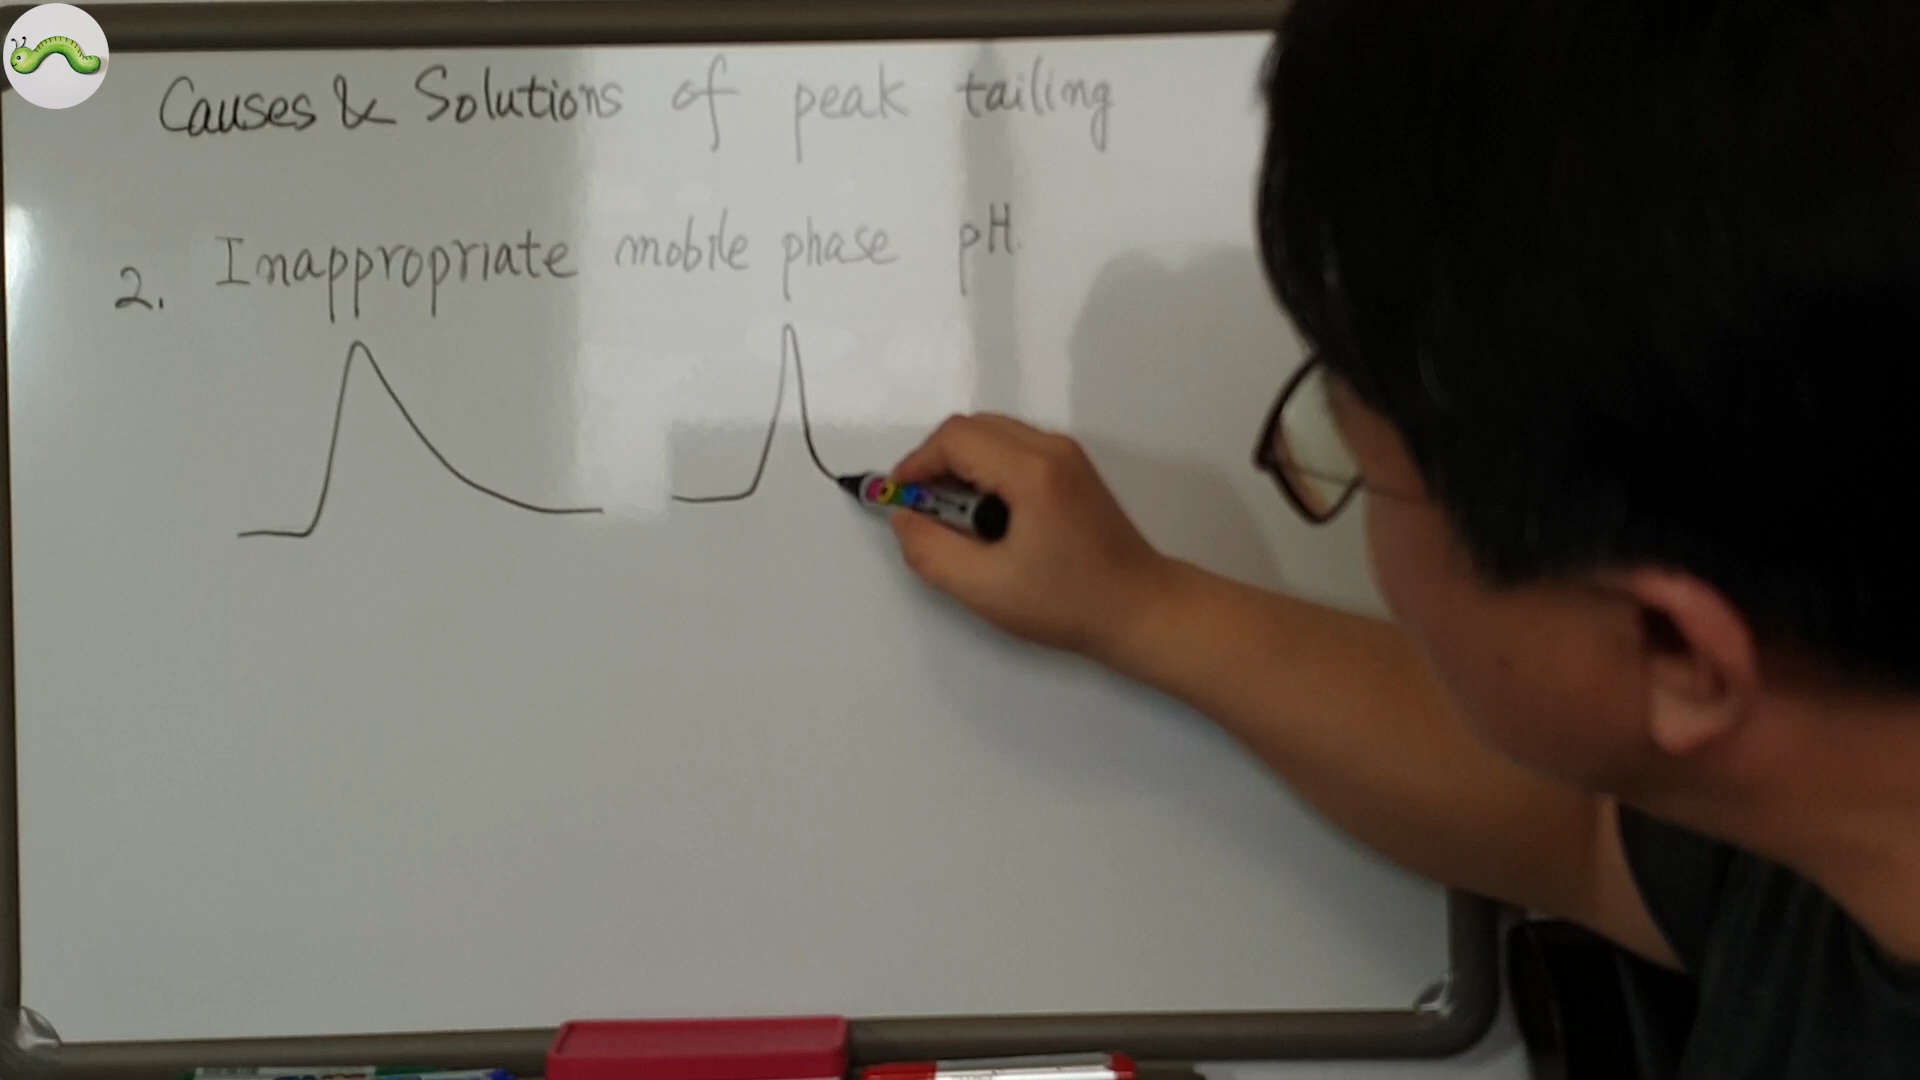 Causes & Solutions of peak tailing
2. Inappropriate mobile phase pH.